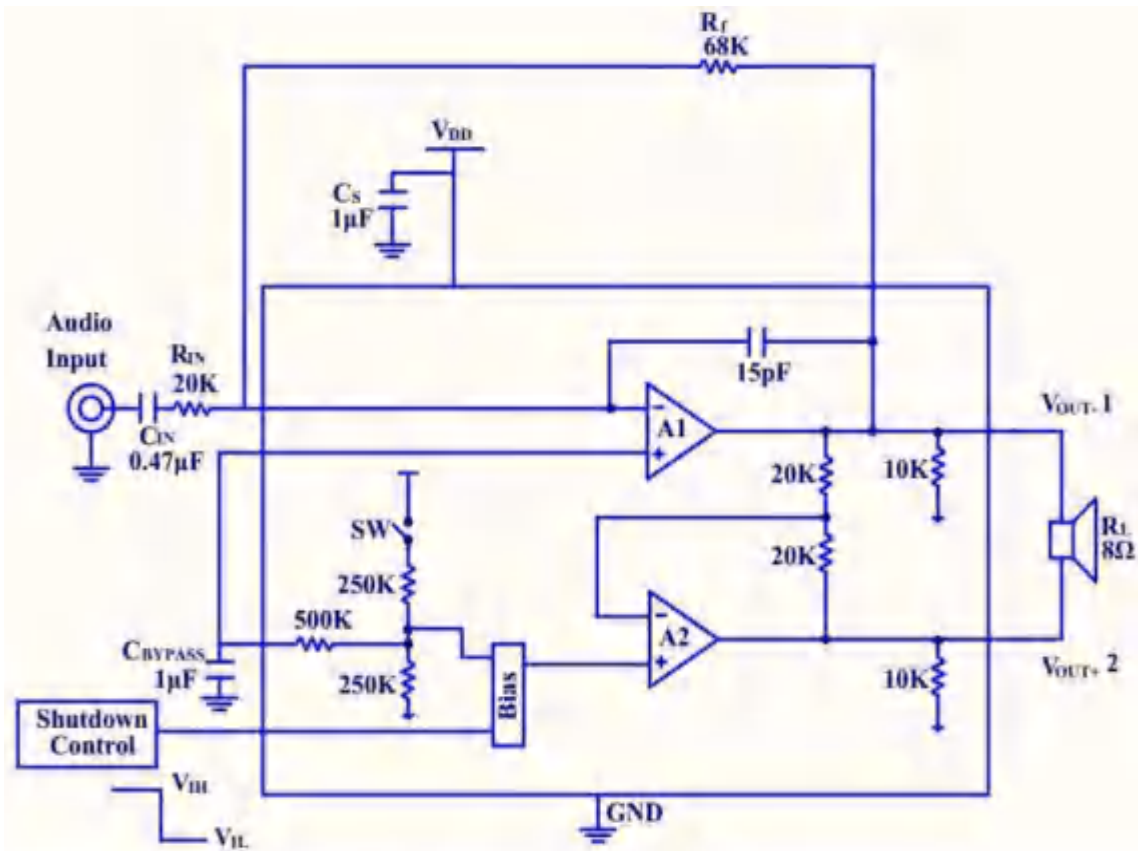 Rf
68K
VDD
CS
1µF
Audio
Input
RIN
20K
CIN
0.47µF
15pF
A1
VOUT- 1
20K
10K
SW
20K
RL
8Ω
250K
500K
A2
CBYPASS
1µF
250K
Bias
10K
VOUT+ 2
Shutdown
Control
VIH
GND
VIL